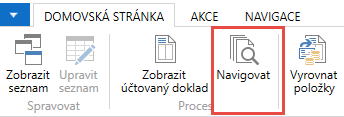 DOMOVSKÁ STRÁNKA AKCE NAVIGACE
Zobrazit seznam
Upravit seznam
Zobrazit účtovaný doklad
Navigovat
Vyrovnat položky
Spravovat
Proces